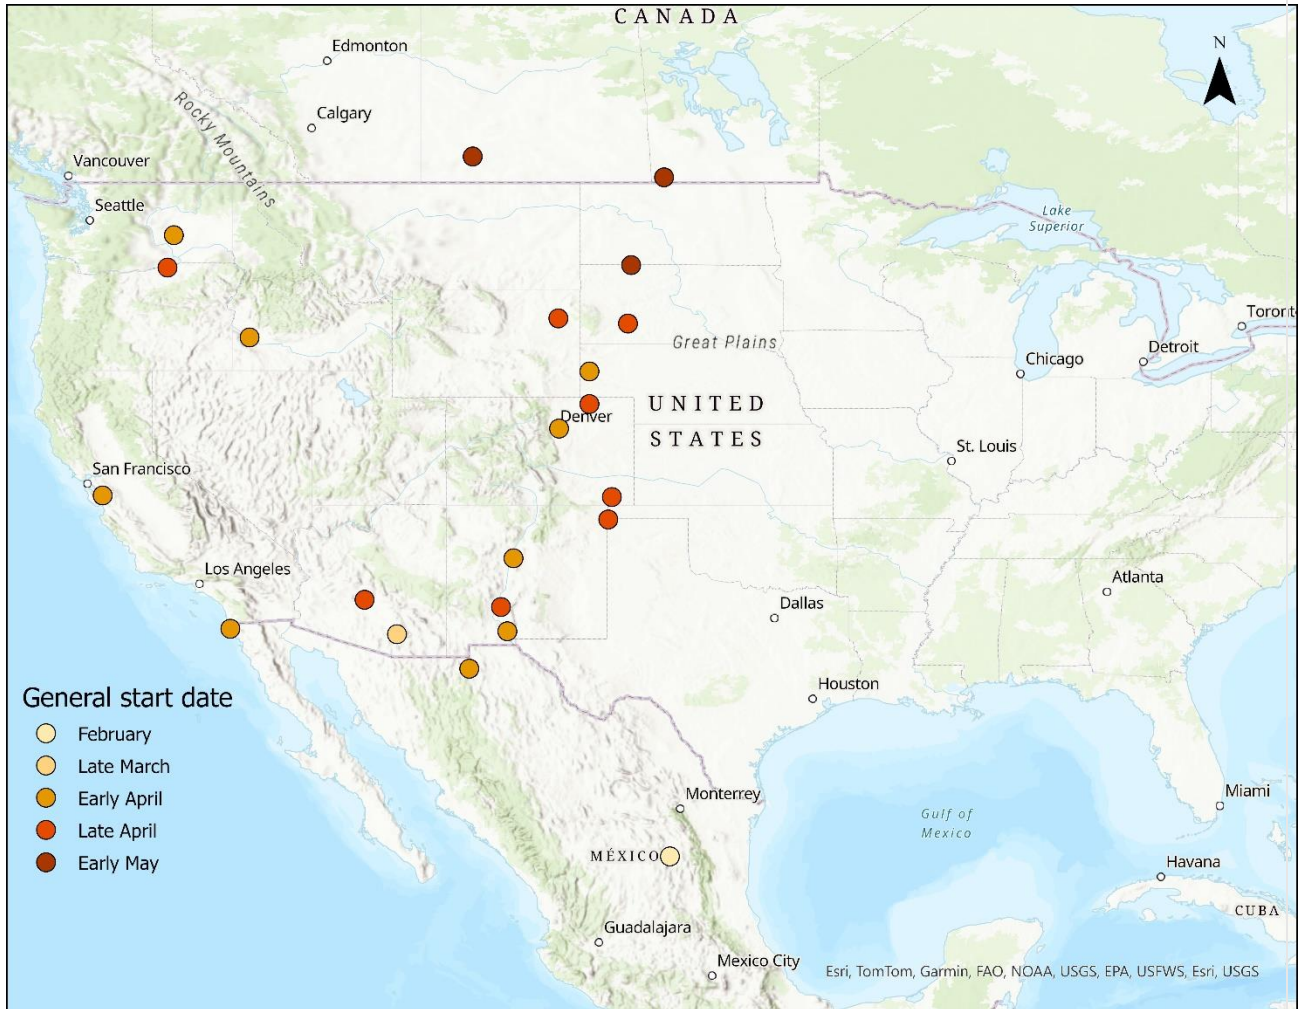 CANADA
N
Edmonton
Calgary
Rocky Mountains
Vancouver
Seattle
Lake
Superior
Toront
Great Plains
Detroit
Chicago
UNITED
STATES
Denver
St. Louis
San Francisco
Los Angeles
Atlanta
Dallas
Houston
General start date
February
Late March
Early April
Late April
Early May
Monterrey
Miami
Gulf of
Mexico
MÉXICO
Havana
CUBA
Guadalajara
Mexico City
Esri, TomTom, Garmin, FAO, NOAA, USGS, EPA, USFWS, Esri, USGS